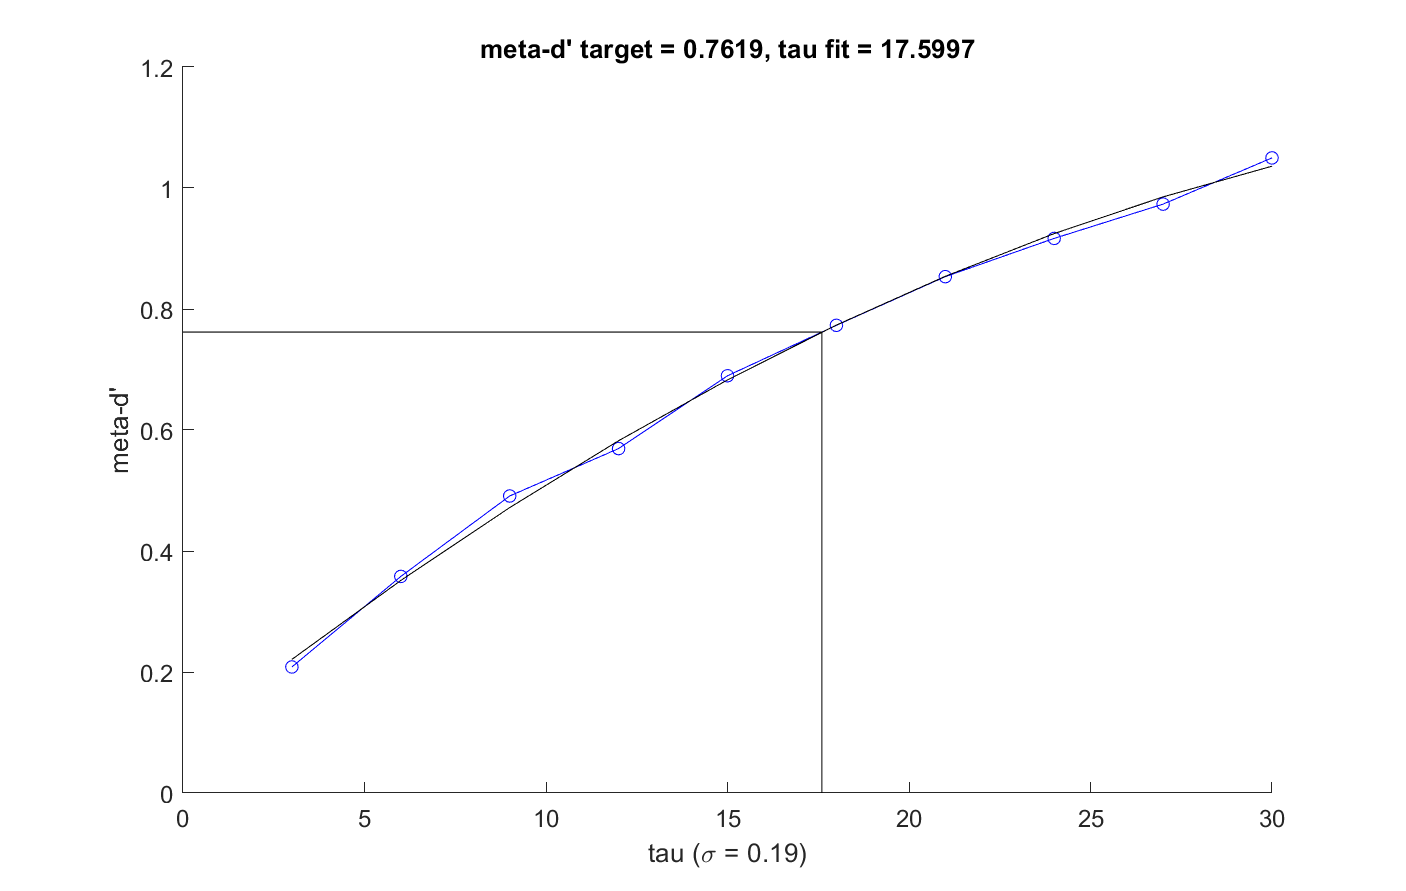 meta-d' target = 0.7619, tau fit = 17.5997
1.2
1
0.8
0.6
0.4
0.2
0
meta-d'
0 5 10 15 20 25 30
tau (σ = 0.19)